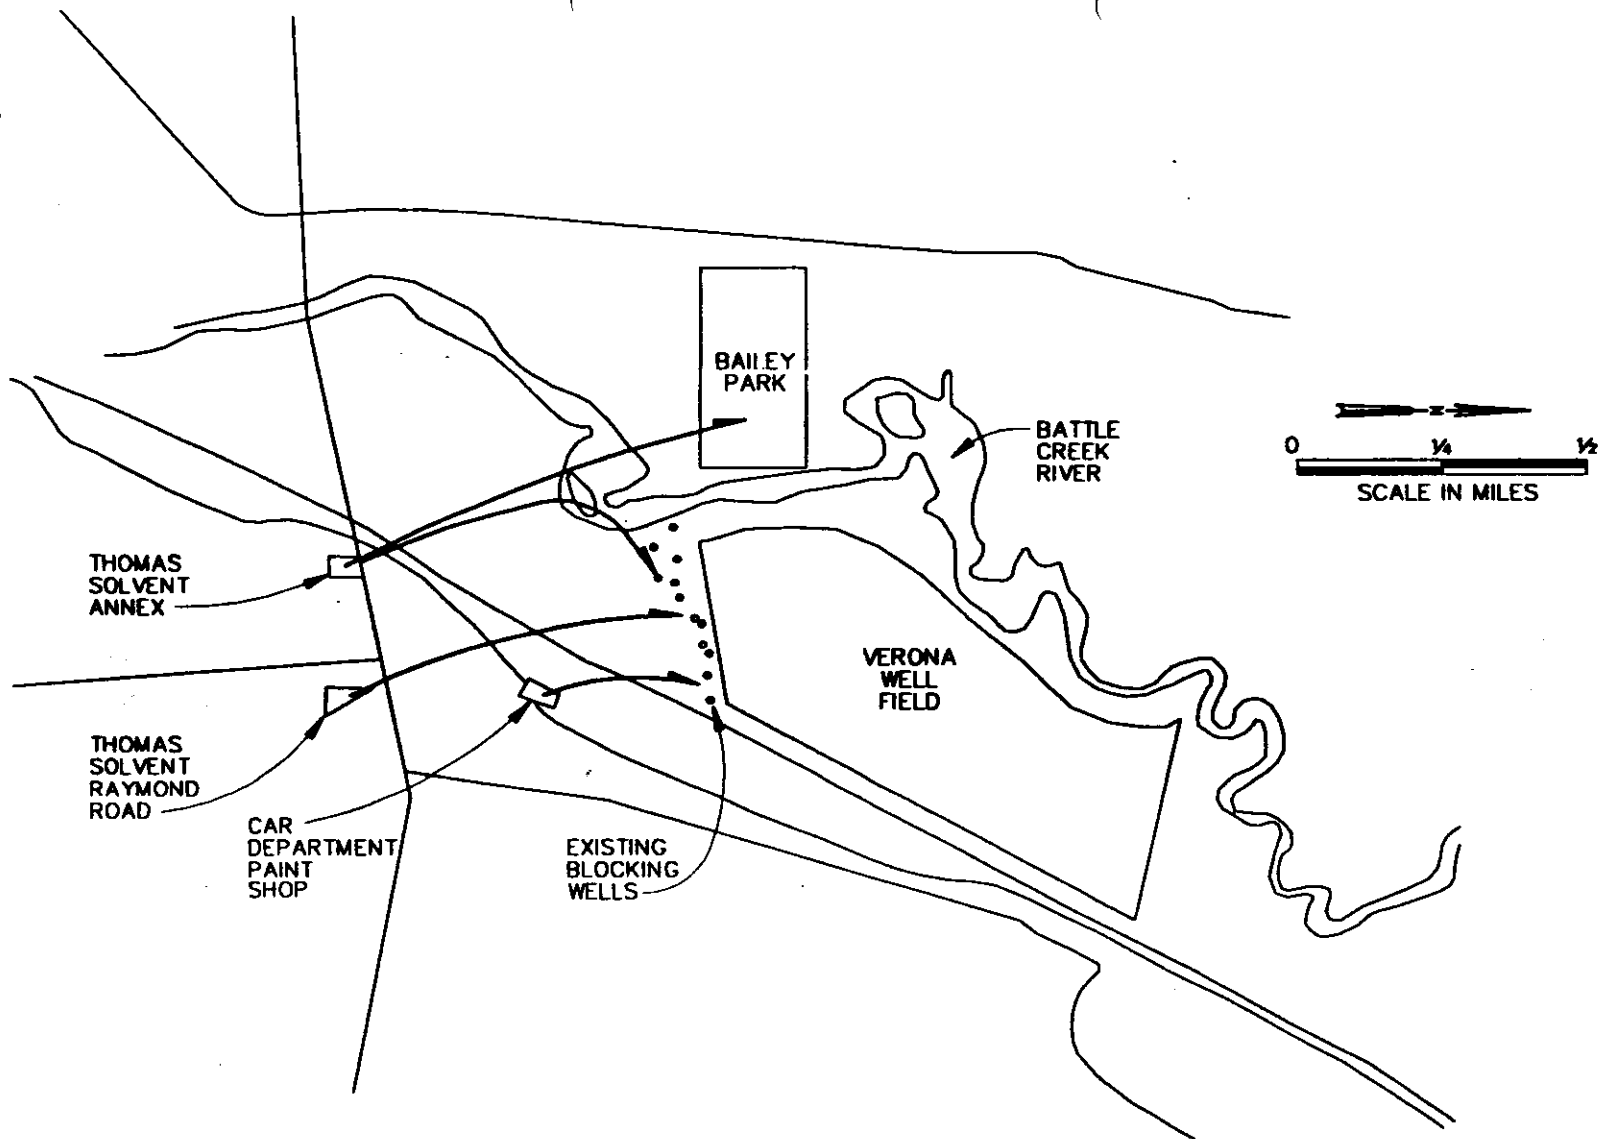 BAILEY
PARK
BATTLE
CREEK
RIVER
z
0 1/4 1/2
SCALE IN MILES
THOMAS
SOLVENT
ANNEX
VERONA
WELL
FIELD
THOMAS
SOLVENT
RAYMOND
ROAD
CAR
DEPARTMENT
PAINT
SHOP
EXISTING
BLOCKING
WELLS